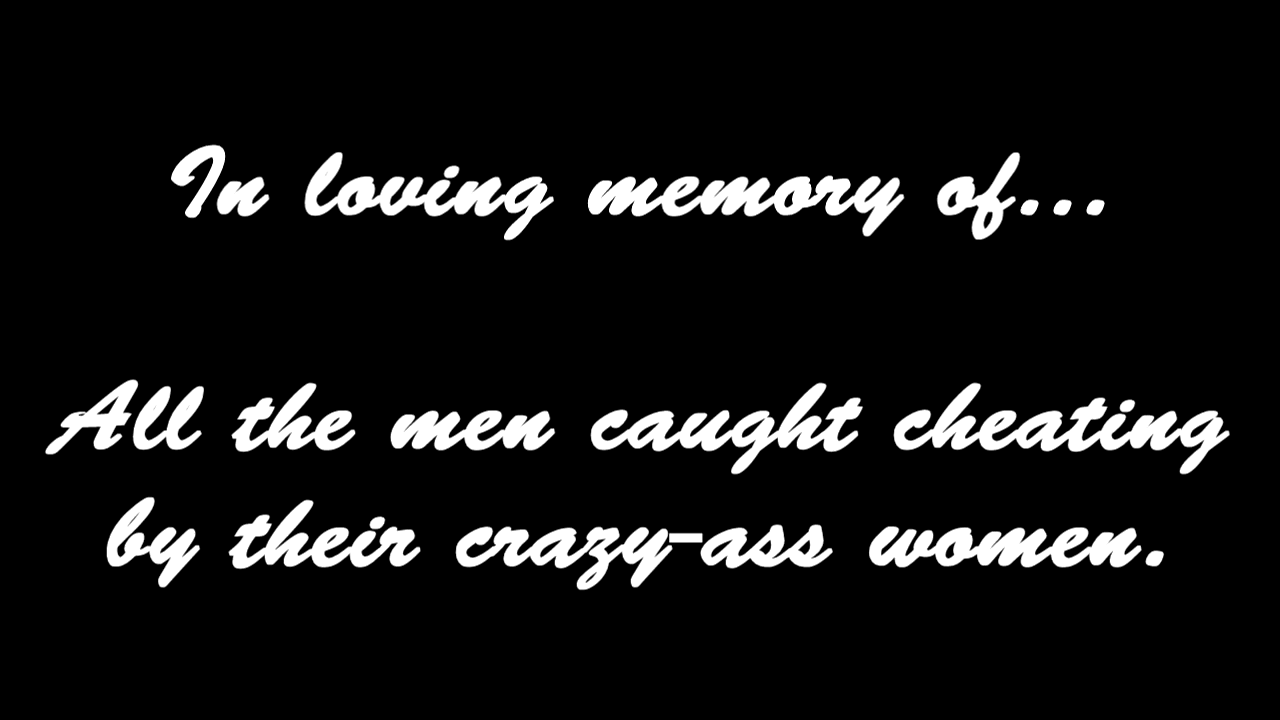 In loving memory of...
All the men caught cheating
by their crazy-ass women.